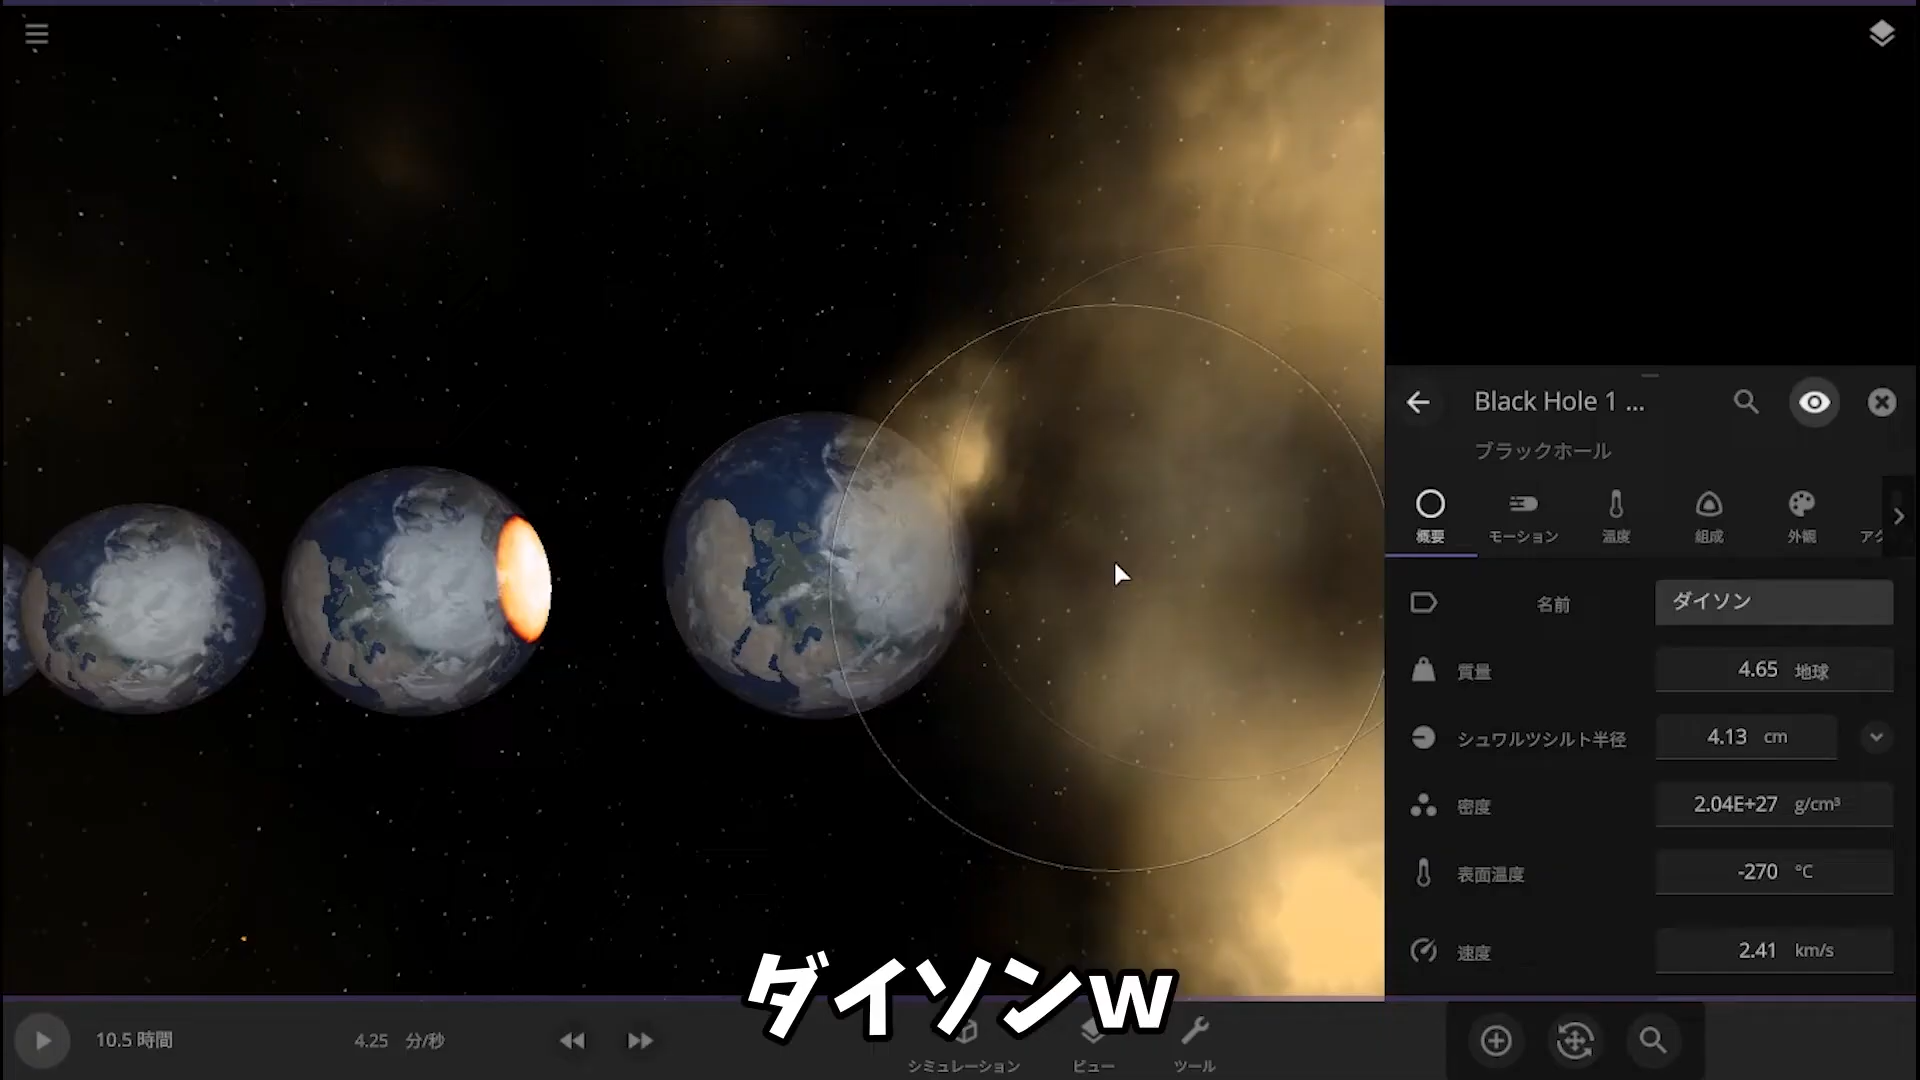 Black Hole 1 ...
ブラックホール
概要 モーション 温度 組成 外観 アク
名前 ダイソン
質量 4.65 地球
シュワルツシルト半径 4.13 cm
密度 2.04E+27 g/cm³
表面温度 -270 °C
速度 2.41 km/s
ダイソンw
10.5 時間 4.25 分/秒
シミュレーション ビュー ツール